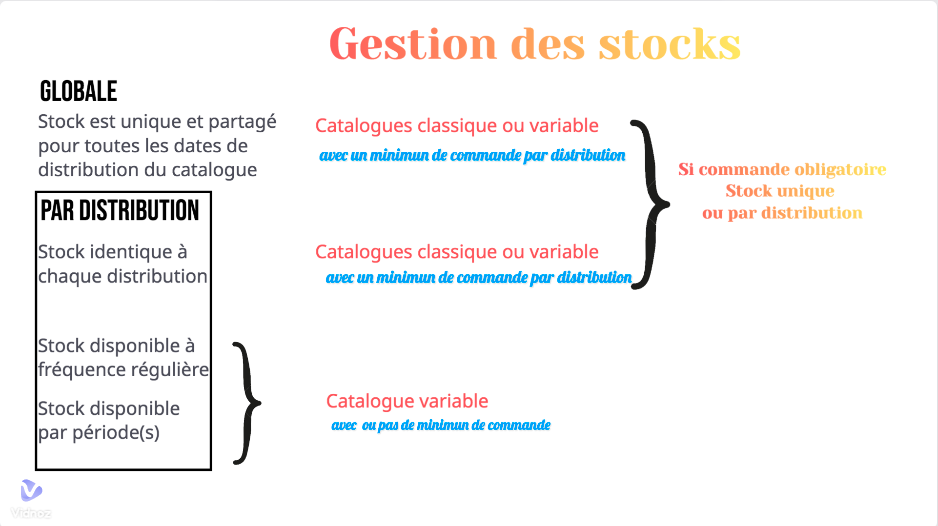 Gestion des stocks
GLOBALE
Stock est unique et partagé
pour toutes les dates de
distribution du catalogue
Catalogues classique ou variable
avec un minimun de commande par distribution
Si commande obligatoire
Stock unique
ou par distribution
PAR DISTRIBUTION
Stock identique à
chaque distribution
Catalogues classique ou variable
avec un minimun de commande par distribution
Stock disponible à
fréquence régulière
Stock disponible
par période(s)
Catalogue variable
avec ou pas de minimun de commande
Vidnoz